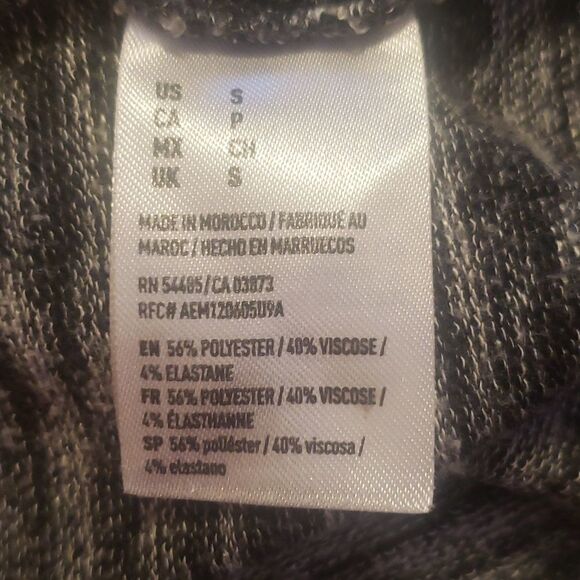 US S
CA P
MX CH
UK S
MADE IN MOROCCO / FABRIQUÉ AU
MAROC / HECHO EN MARRUECOS
RN 54485/CA 03873
RFC# AEM120605U9A
EN 56% POLYESTER / 40% VISCOSE /
4% ELASTANE
FR 56% POLYESTER / 40% VISCOSE /
4% ÉLASTHANNE
SP 56% poliéster / 40% viscosa /
4% elastano